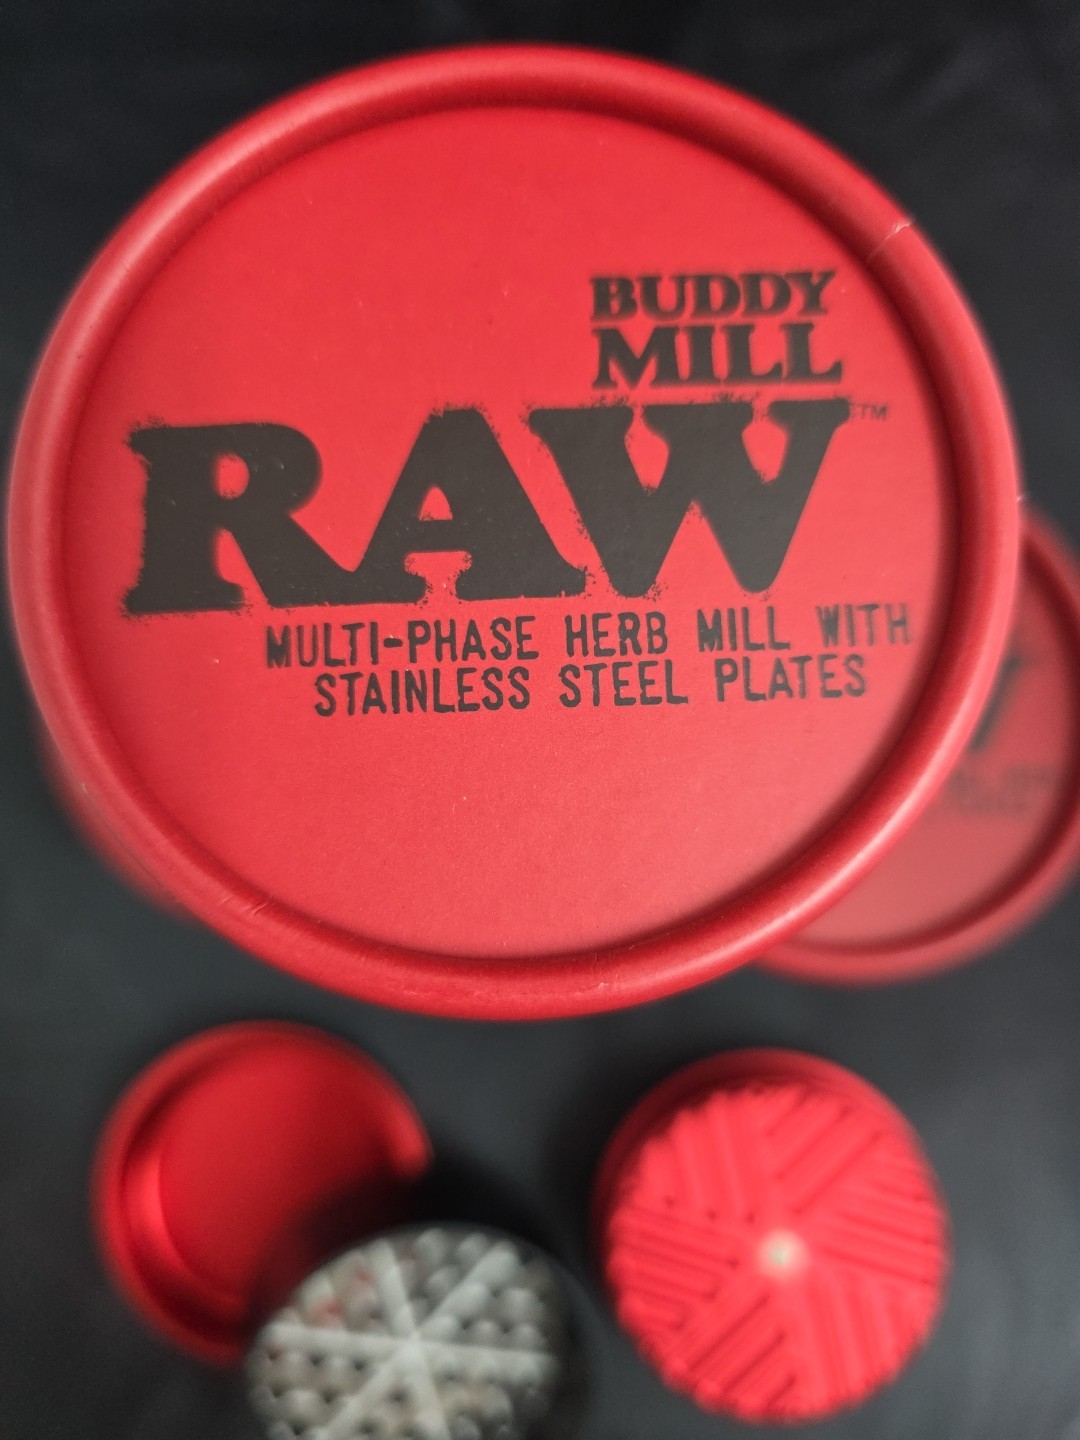 BUDDY
MILL
RAW™
MULTI-PHASE HERB MILL WITH
STAINLESS STEEL PLATES